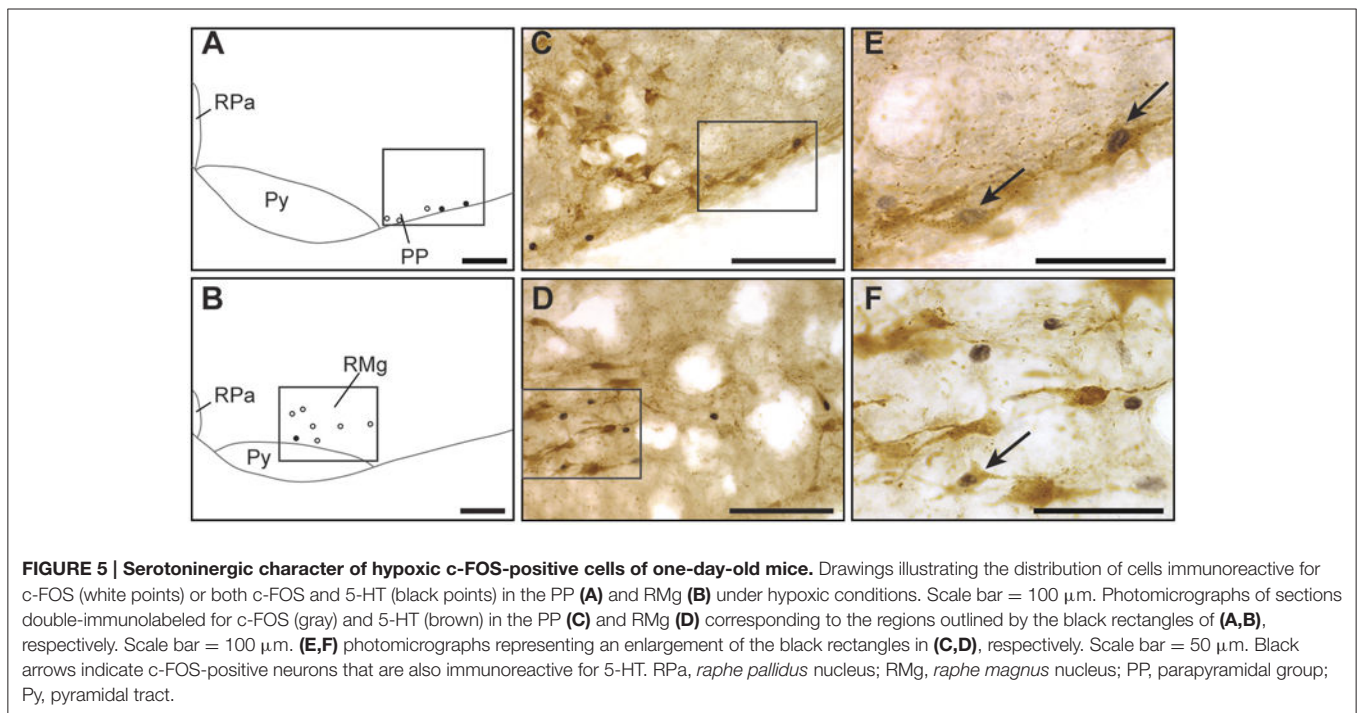 A
RPa
Py
PP
C
E
B
RPa
RMg
Py
D
F
FIGURE 5 | Serotoninergic character of hypoxic c-FOS-positive cells of one-day-old mice. Drawings illustrating the distribution of cells immunoreactive for
c-FOS (white points) or both c-FOS and 5-HT (black points) in the PP (A) and RMg (B) under hypoxic conditions. Scale bar = 100 μm. Photomicrographs of sections
double-immunolabeled for c-FOS (gray) and 5-HT (brown) in the PP (C) and RMg (D) corresponding to the regions outlined by the black rectangles of (A,B),
respectively. Scale bar = 100 μm. (E,F) photomicrographs representing an enlargement of the black rectangles in (C,D), respectively. Scale bar = 50 μm. Black
arrows indicate c-FOS-positive neurons that are also immunoreactive for 5-HT. RPa, raphe pallidus nucleus; RMg, raphe magnus nucleus; PP, parapyramidal group;
Py, pyramidal tract.